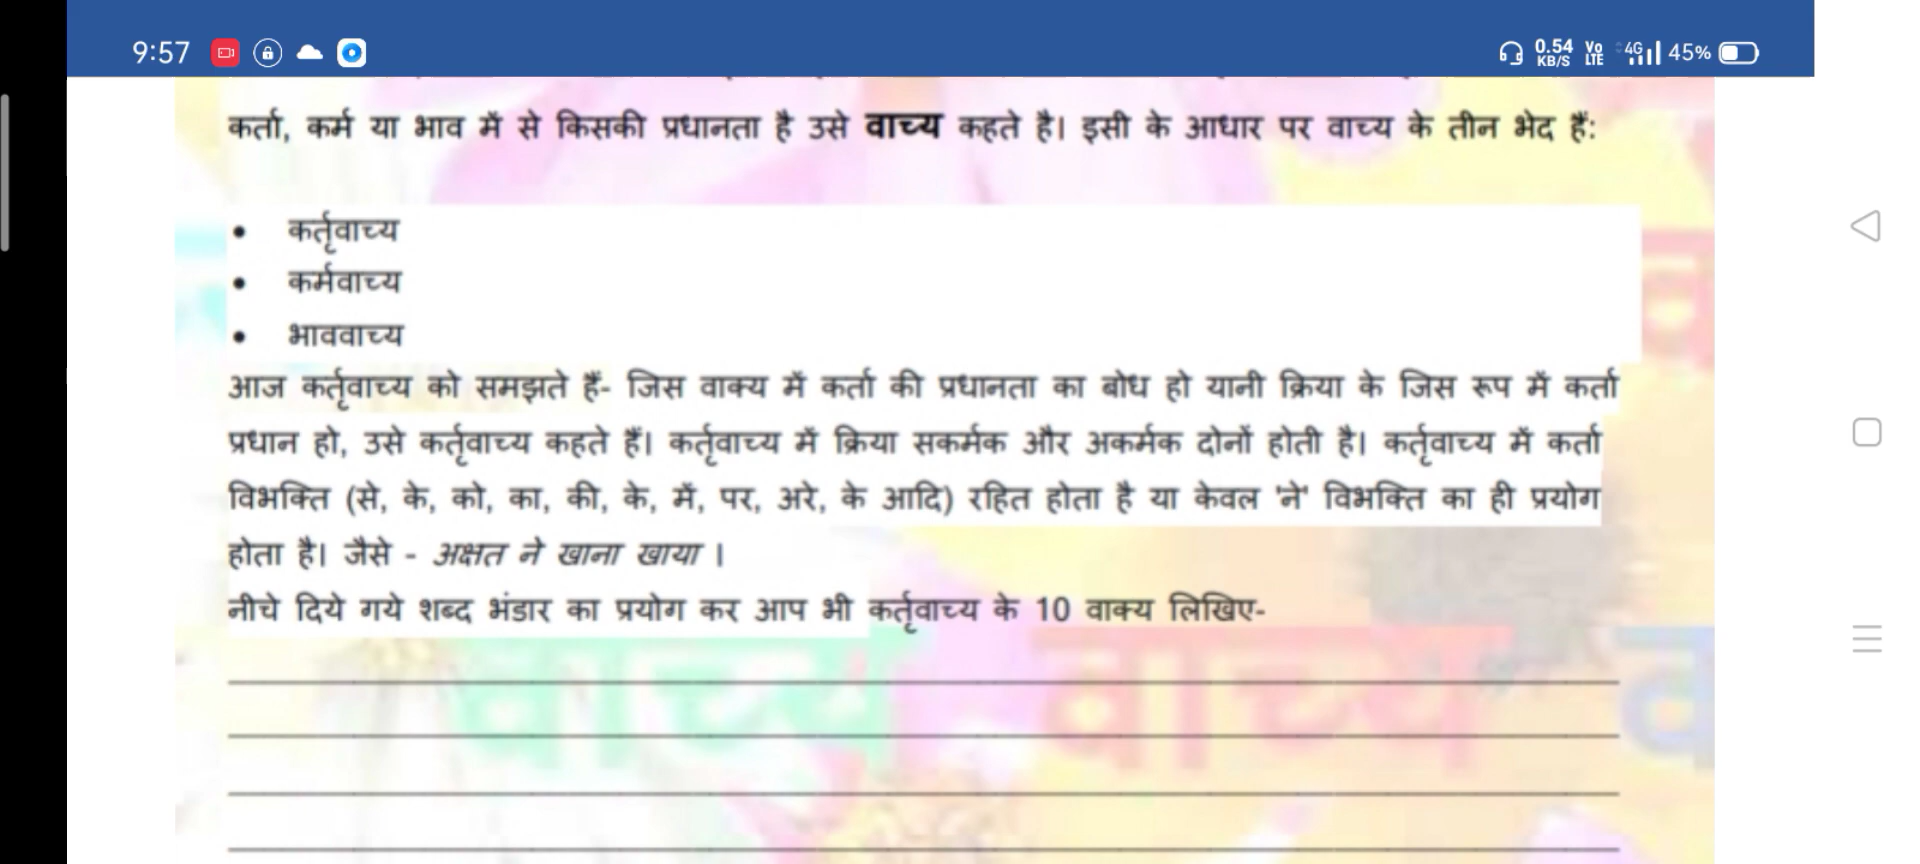 9:57 0.54 KB/S Vo LTE 4G 45%
कर्ता, कर्म या भाव में से किसकी प्रधानता है उसे वाच्य कहते है। इसी के आधार पर वाच्य के तीन भेद हैं:
• कर्तृवाच्य
• कर्मवाच्य
• भाववाच्य
आज कर्तृवाच्य को समझते हैं- जिस वाक्य में कर्ता की प्रधानता का बोध हो यानी क्रिया के जिस रूप में कर्ता
प्रधान हो, उसे कर्तृवाच्य कहते हैं। कर्तृवाच्य में क्रिया सकर्मक और अकर्मक दोनों होती है। कर्तृवाच्य में कर्ता
विभक्ति (से, के, को, का, की, के, में, पर, अरे, के आदि) रहित होता है या केवल 'ने' विभक्ति का ही प्रयोग
होता है। जैसे - अक्षत ने खाना खाया ।
नीचे दिये गये शब्द भंडार का प्रयोग कर आप भी कर्तृवाच्य के 10 वाक्य लिखिए-
वाच्य वाच्य